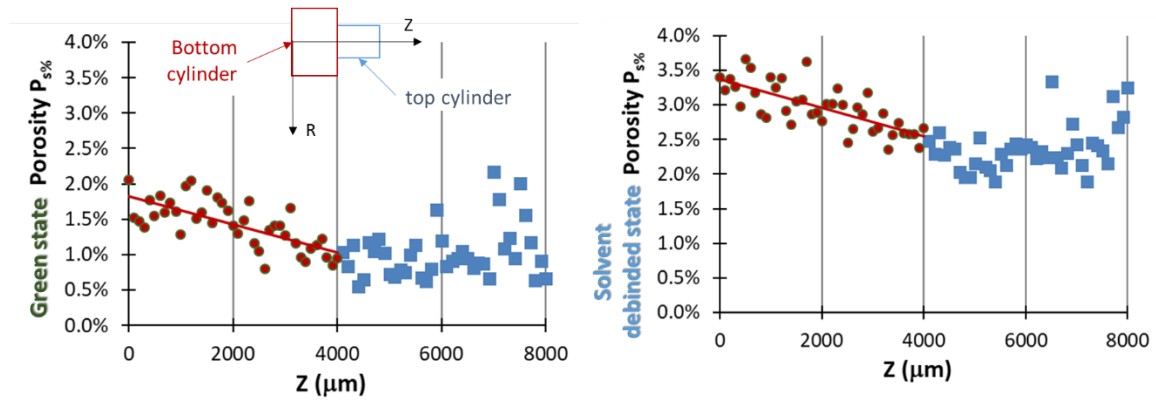 Bottom
cylinder
Z
top cylinder
R
Green state Porosity Ps%
4.0%
3.5%
3.0%
2.5%
2.0%
1.5%
1.0%
0.5%
0.0%
0 2000 4000 6000 8000
Z (μm)
Solvent
debinded state Porosity Ps%
4.0%
3.5%
3.0%
2.5%
2.0%
1.5%
1.0%
0.5%
0.0%
0 2000 4000 6000 8000
Z (μm)